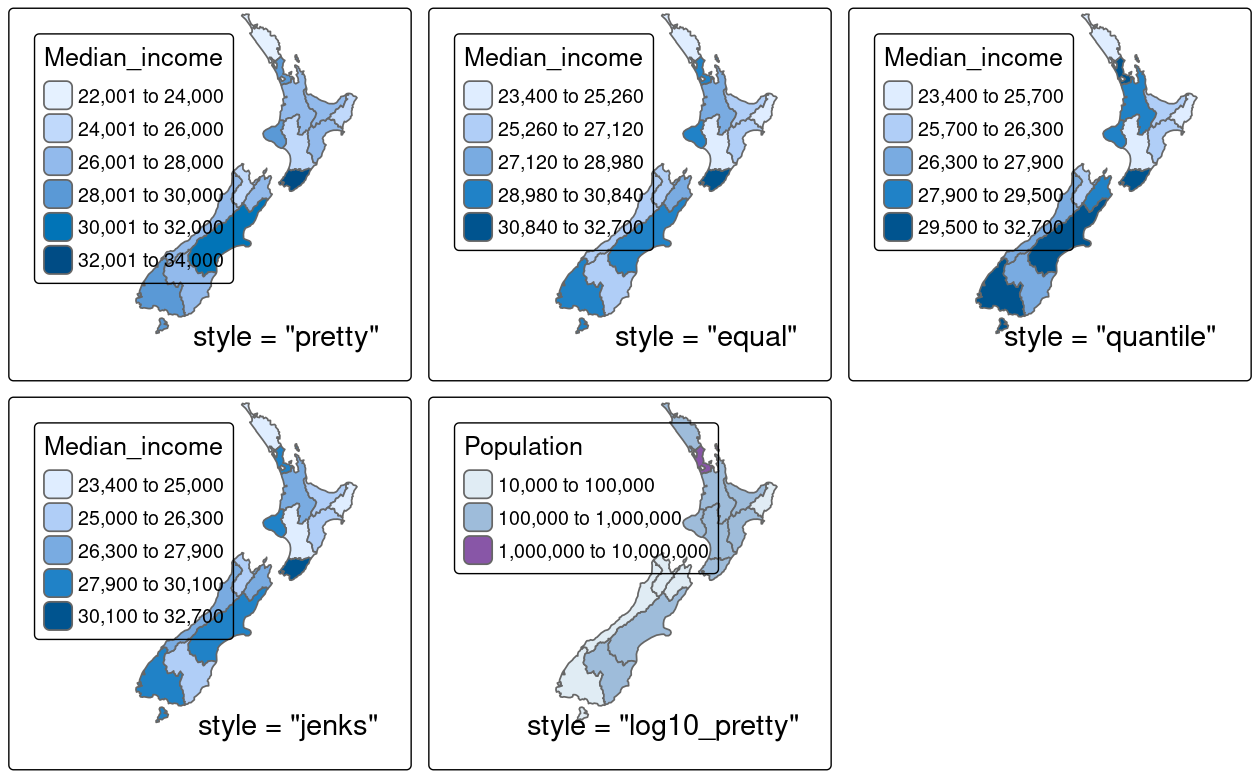 Median_income
22,001 to 24,000
24,001 to 26,000
26,001 to 28,000
28,001 to 30,000
30,001 to 32,000
32,001 to 34,000
style = "pretty"
Median_income
23,400 to 25,260
25,260 to 27,120
27,120 to 28,980
28,980 to 30,840
30,840 to 32,700
style = "equal"
Median_income
23,400 to 25,700
25,700 to 26,300
26,300 to 27,900
27,900 to 29,500
29,500 to 32,700
style = "quantile"
Median_income
23,400 to 25,000
25,000 to 26,300
26,300 to 27,900
27,900 to 30,100
30,100 to 32,700
style = "jenks"
Population
10,000 to 100,000
100,000 to 1,000,000
1,000,000 to 10,000,000
style = "log10_pretty"